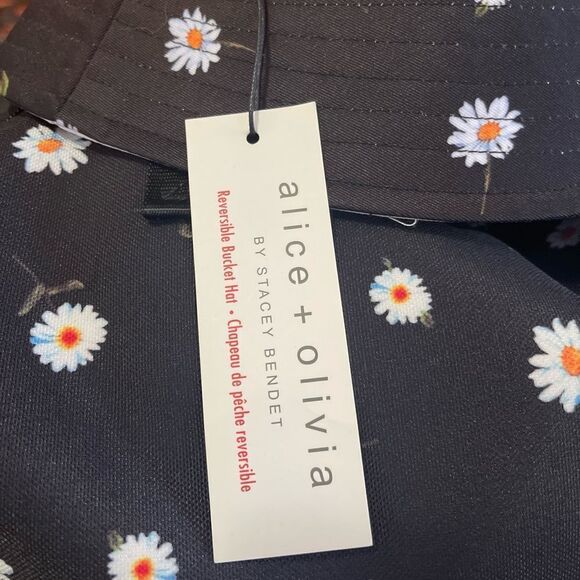 alice + olivia
BY STACEY BENDET
Reversible Bucket Hat • Chapeau de pêche reversible